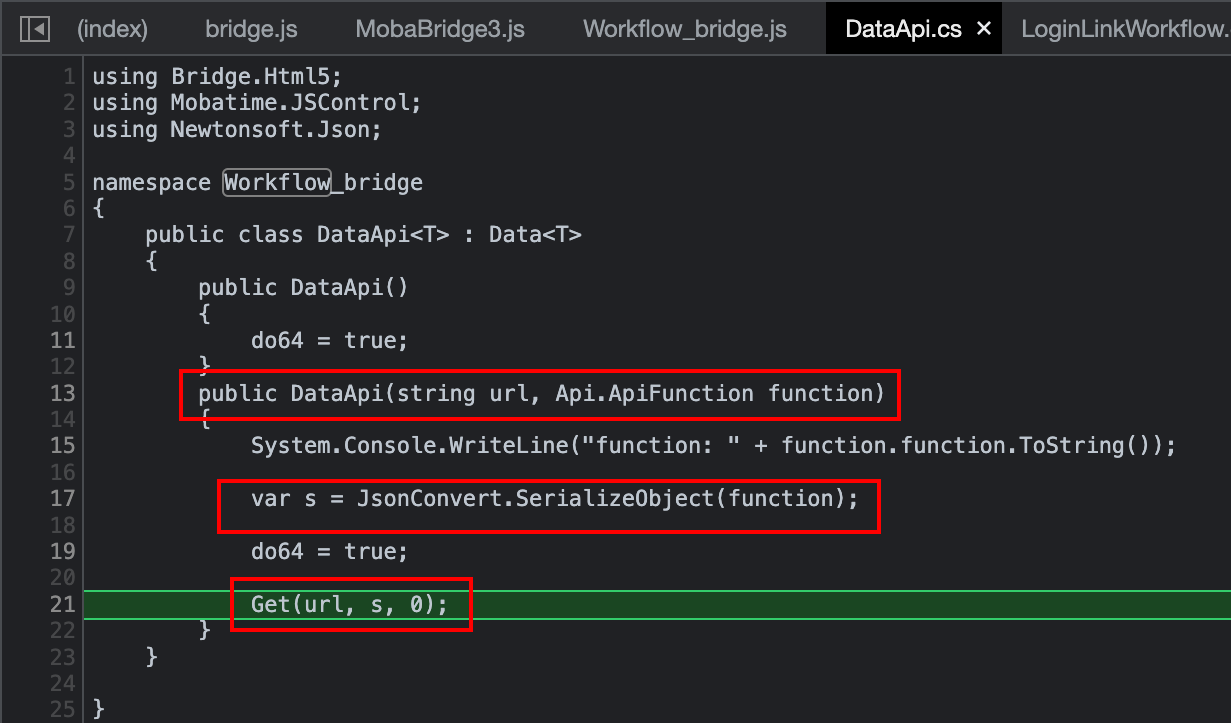 (index) bridge.js MobaBridge3.js Workflow_bridge.js DataApi.cs × LoginLinkWorkflow.
1 using Bridge.Html5;
2 using Mobatime.JSControl;
3 using Newtonsoft.Json;
4
5 namespace Workflow_bridge
6 {
7     public class DataApi<T> : Data<T>
8     {
9         public DataApi()
10         {
11             do64 = true;
12         }
13         public DataApi(string url, Api.ApiFunction function)
14         {
15             System.Console.WriteLine("function: " + function.function.ToString());
16
17             var s = JsonConvert.SerializeObject(function);
18
19             do64 = true;
20
21             Get(url, s, 0);
22         }
23     }
24
25 }